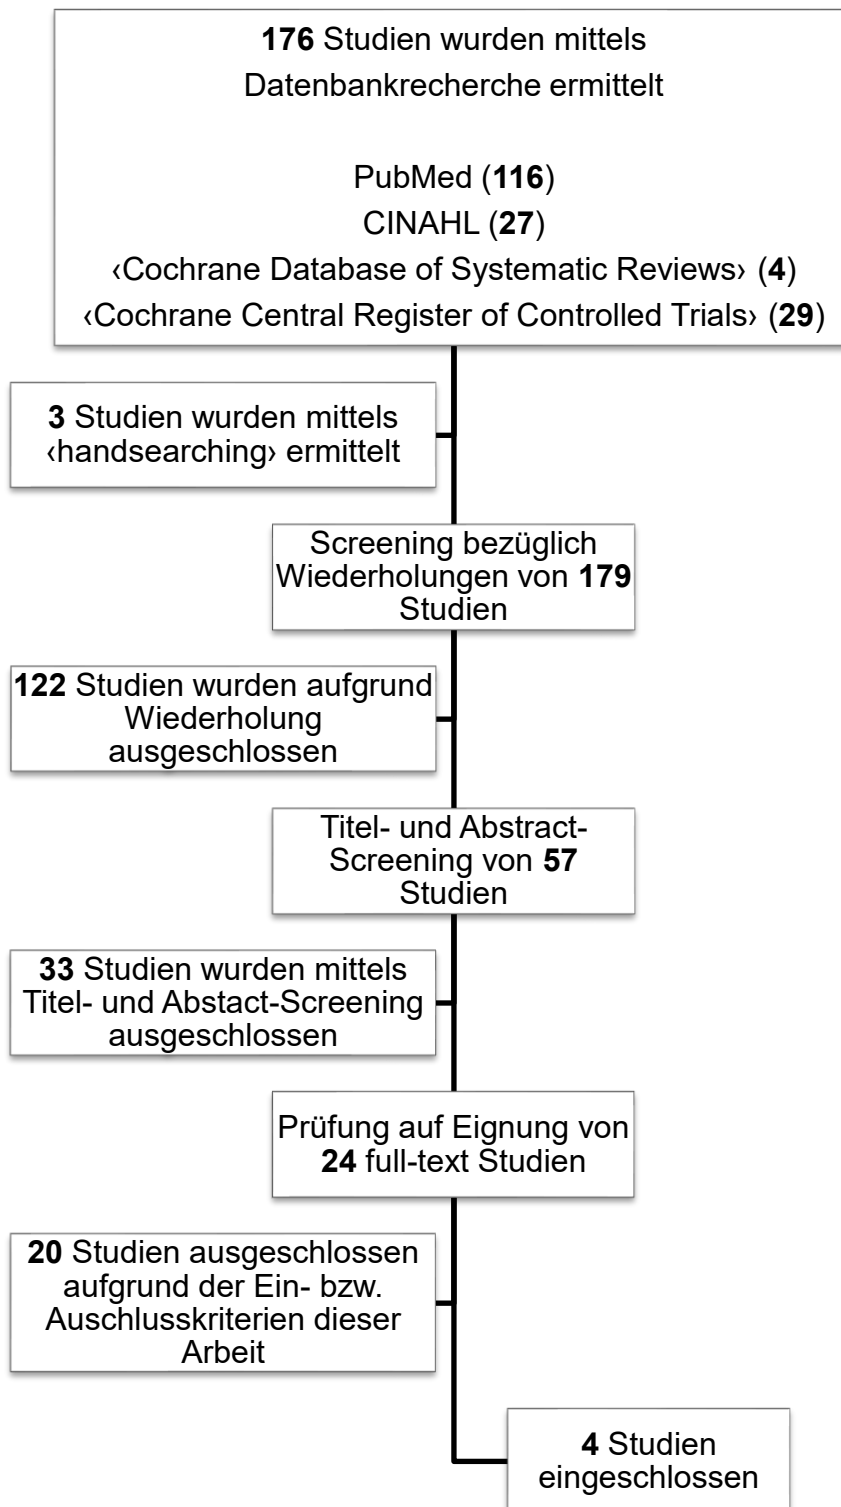 176 Studien wurden mittels
Datenbankrecherche ermittelt
PubMed (116)
CINAHL (27)
‹Cochrane Database of Systematic Reviews› (4)
‹Cochrane Central Register of Controlled Trials› (29)
3 Studien wurden mittels
‹handsearching› ermittelt
Screening bezüglich
Wiederholungen von 179
Studien
122 Studien wurden aufgrund
Wiederholung
ausgeschlossen
Titel- und Abstract-
Screening von 57
Studien
33 Studien wurden mittels
Titel- und Abstact-Screening
ausgeschlossen
Prüfung auf Eignung von
24 full-text Studien
20 Studien ausgeschlossen
aufgrund der Ein- bzw.
Auschlusskriterien dieser
Arbeit
4 Studien
eingeschlossen